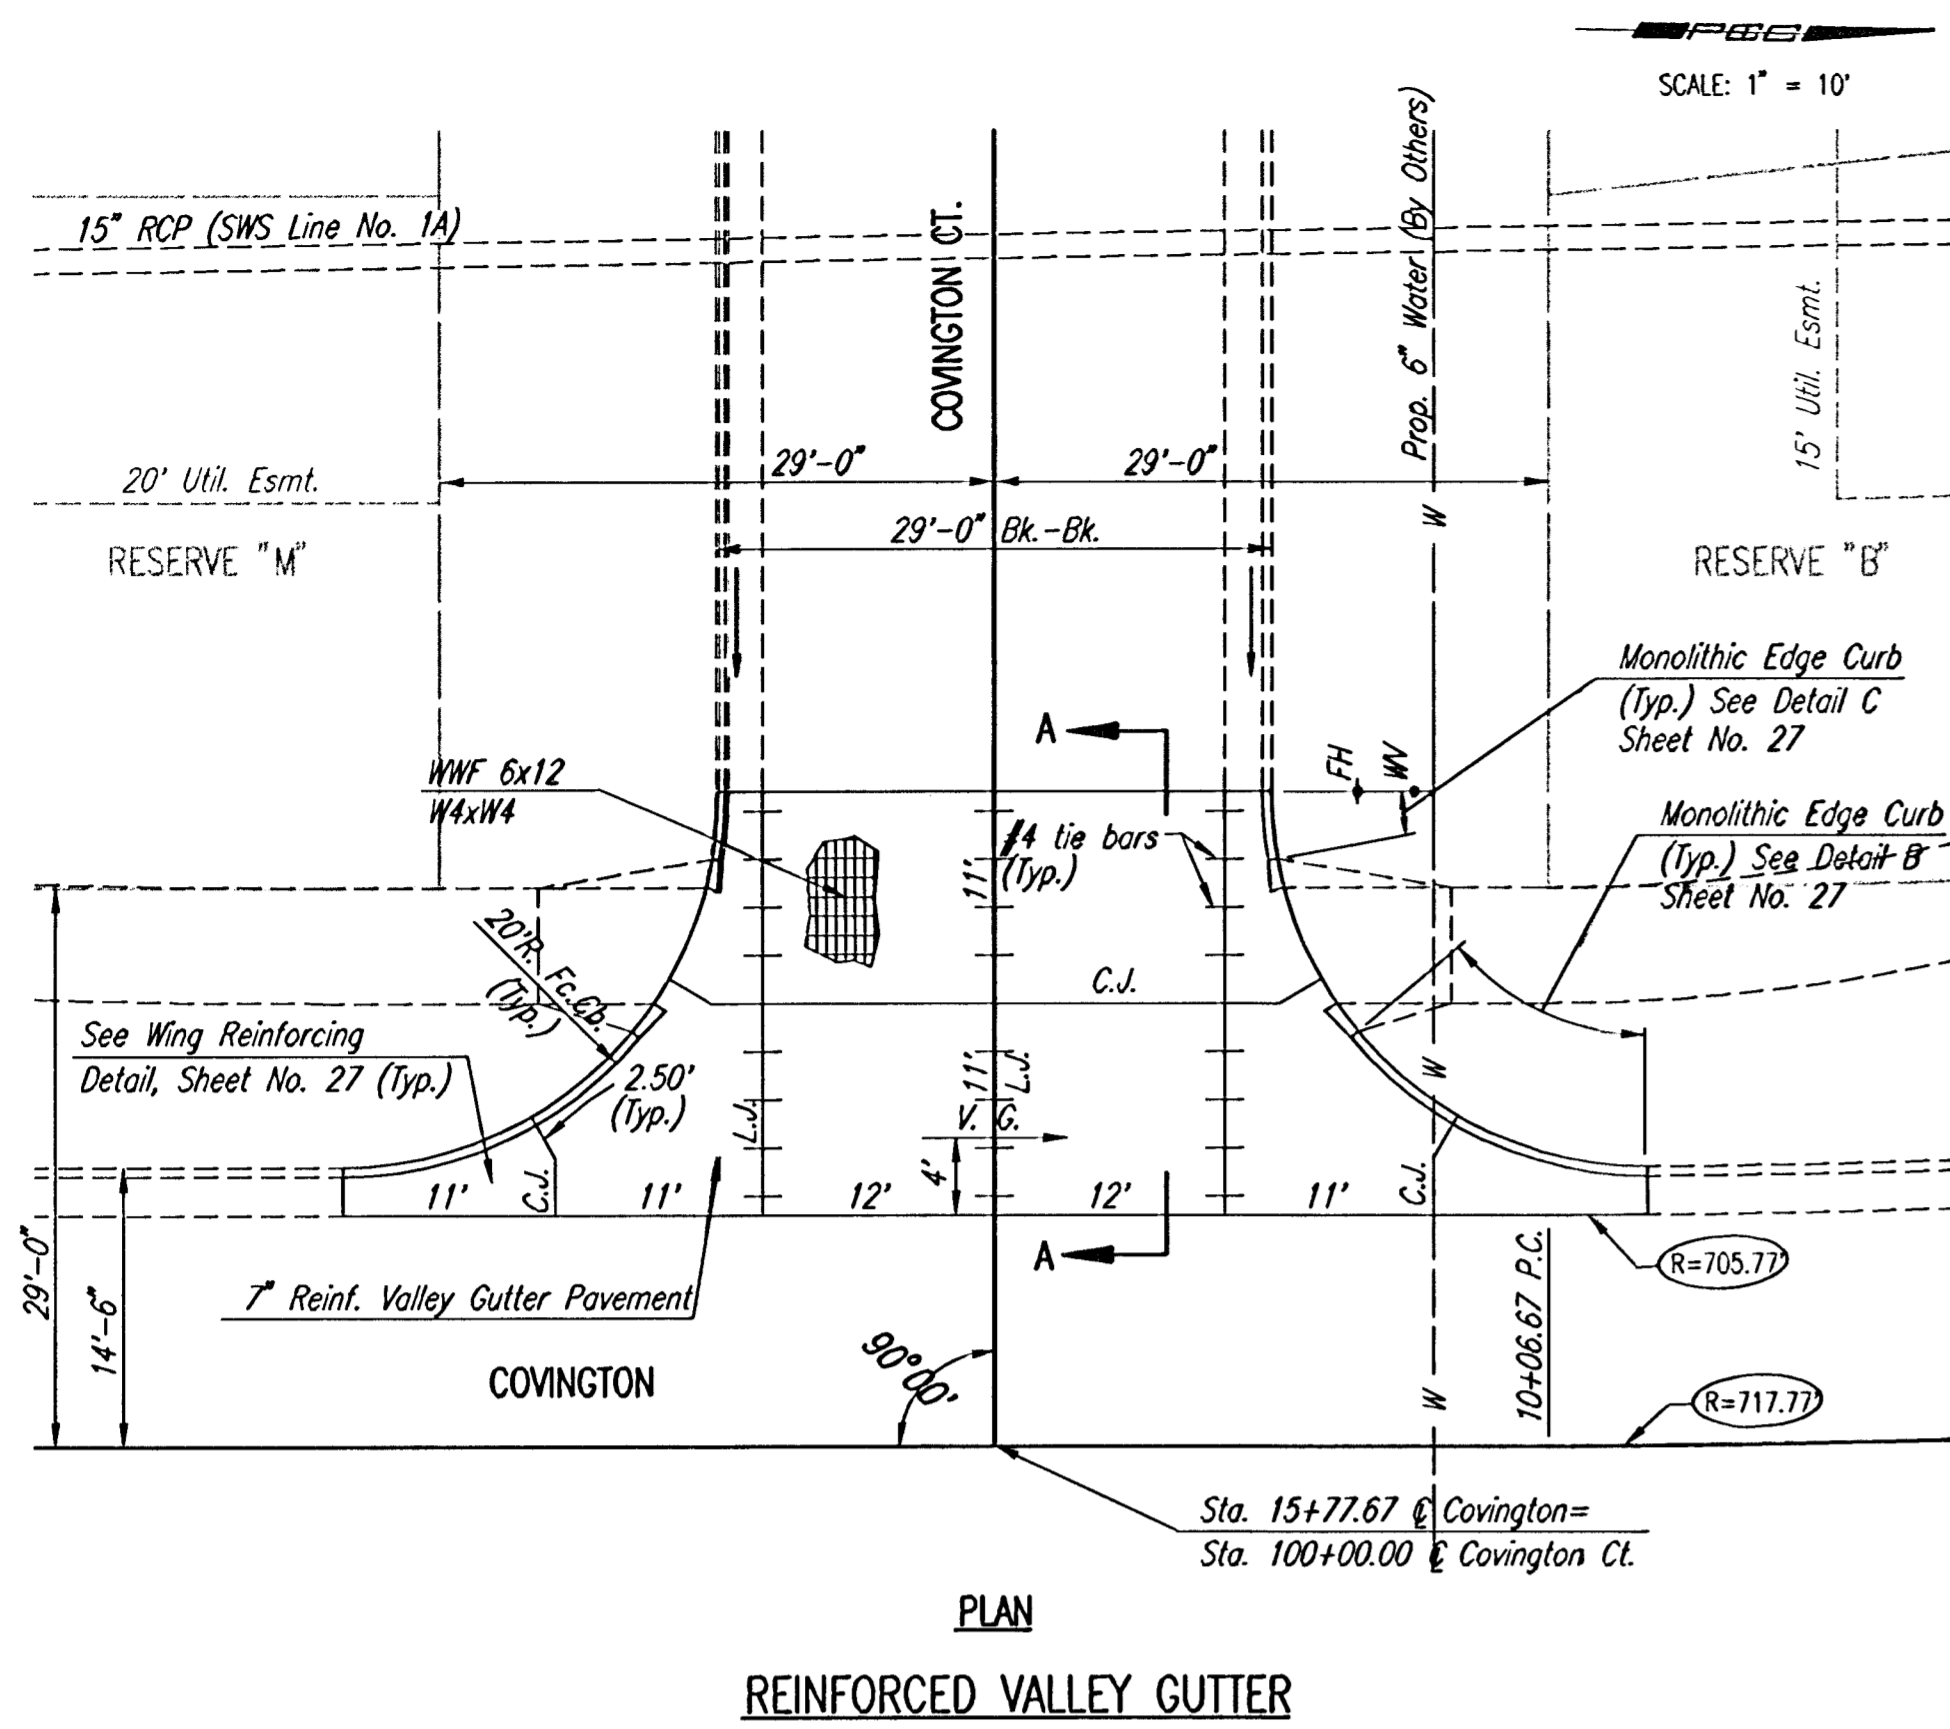 PEC
SCALE: 1" = 10'
15" RCP (SWS Line No. 1A)
COVINGTON CT.
Prop. 6" Water (By Others)
15' Util. Esmt.
20' Util. Esmt.
29'-0"
29'-0"
29'-0" Bk.-Bk.
W
RESERVE "M"
RESERVE "B"
Monolithic Edge Curb
(Typ.) See Detail C
Sheet No. 27
A
FH
WV
WWF 6x12
W4xW4
#4 tie bars
(Typ.)
11'
Monolithic Edge Curb
(Typ.) See Detail B
Sheet No. 27
20'R. Fc.Cb.
(Typ.)
C.J.
See Wing Reinforcing
Detail, Sheet No. 27 (Typ.)
2.50'
(Typ.)
L.J.
11'
L.J.
W
V. G.
4'
11'
C.J.
11'
12'
12'
11'
C.J.
A
R=705.77'
29'-0"
14'-6"
7" Reinf. Valley Gutter Pavement
90°00'
COVINGTON
W
10+06.67 P.C.
R=717.77'
Sta. 15+77.67 ℄ Covington=
Sta. 100+00.00 ℄ Covington Ct.
PLAN
REINFORCED VALLEY GUTTER